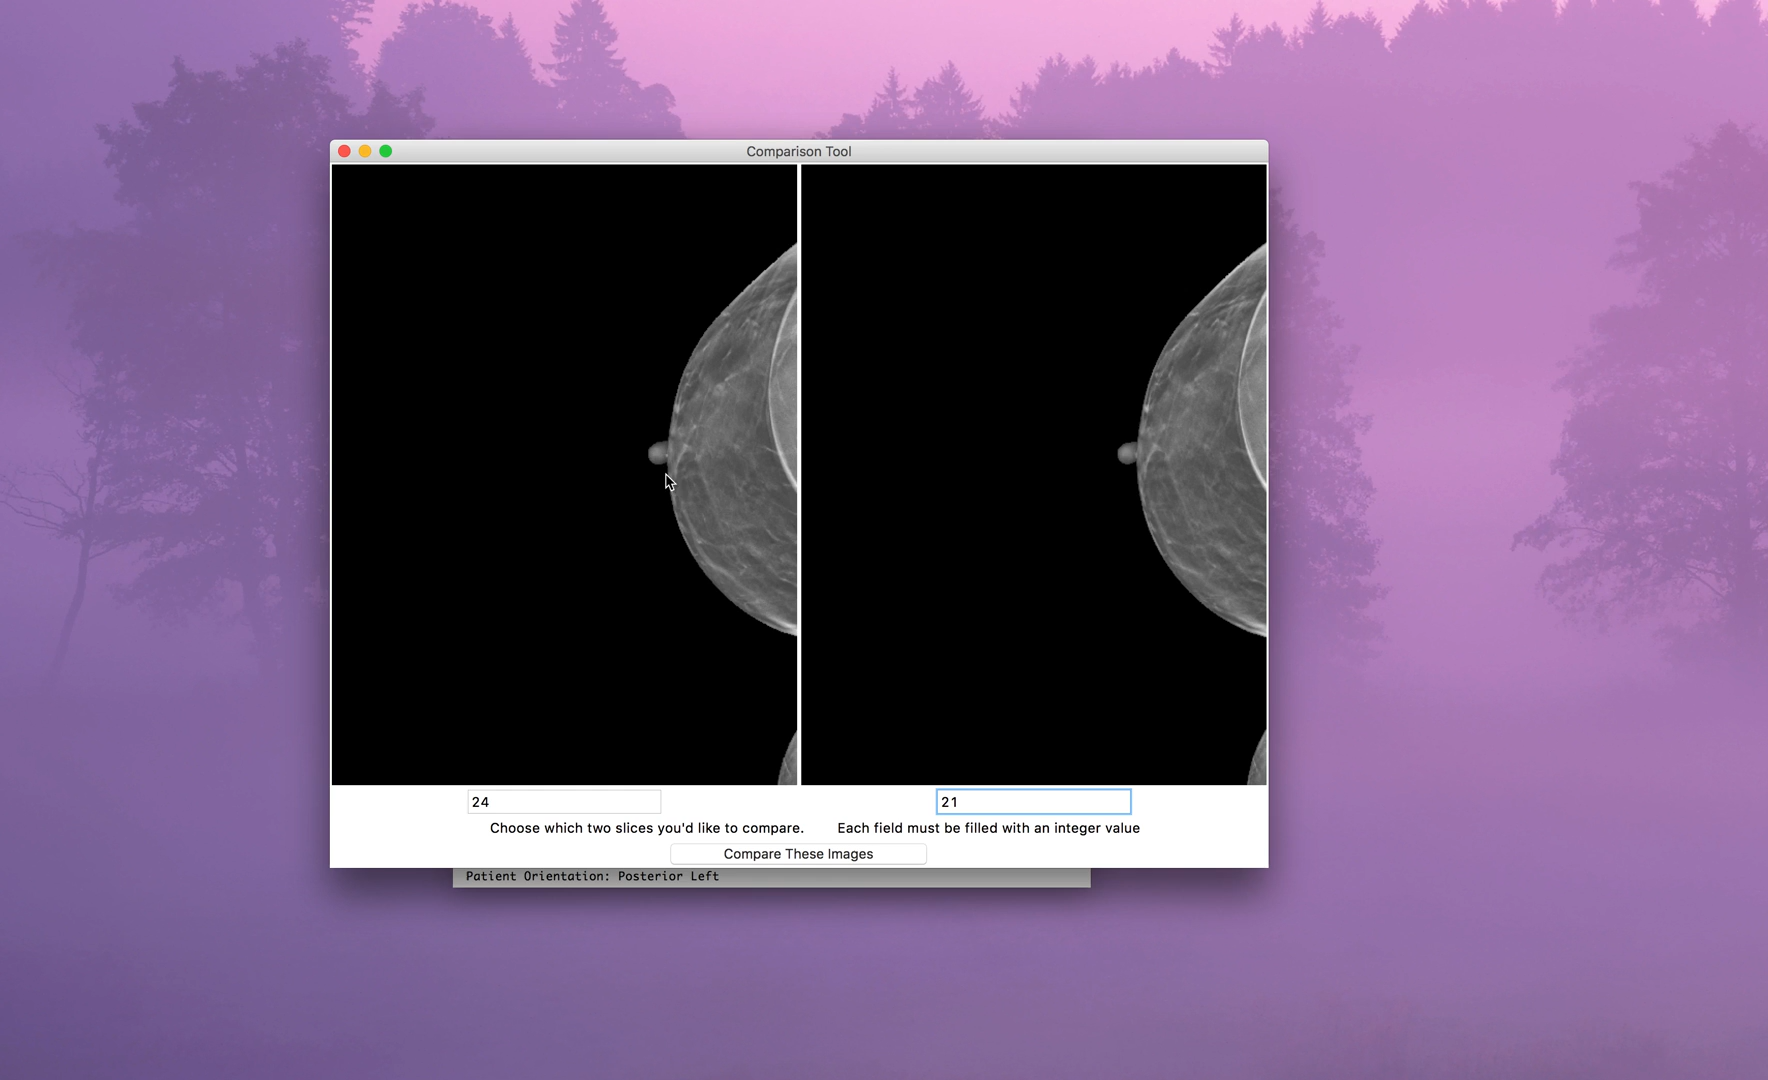 Comparison Tool
24
21
Choose which two slices you'd like to compare. Each field must be filled with an integer value
Compare These Images
Patient Orientation: Posterior Left